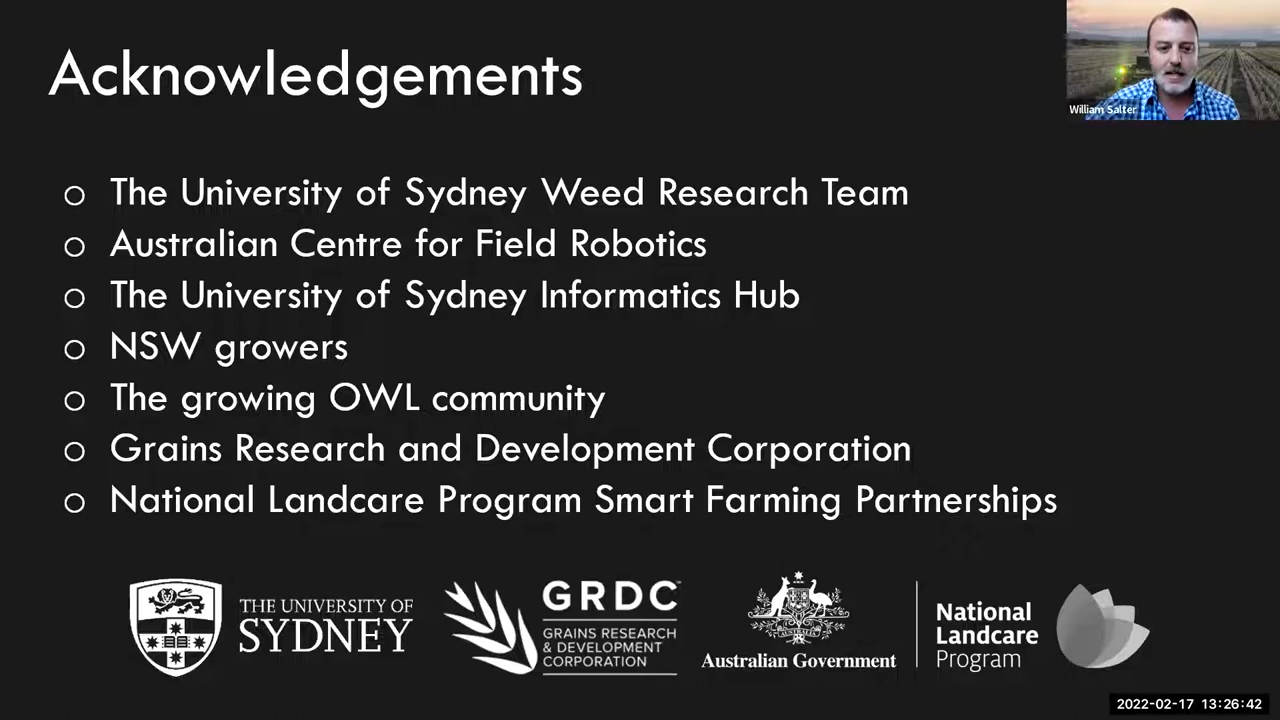 Acknowledgements
William Salter
o The University of Sydney Weed Research Team
o Australian Centre for Field Robotics
o The University of Sydney Informatics Hub
o NSW growers
o The growing OWL community
o Grains Research and Development Corporation
o National Landcare Program Smart Farming Partnerships
THE UNIVERSITY OF
SYDNEY
GRDC™
GRAINS RESEARCH
& DEVELOPMENT
CORPORATION
AUSTRALIA
Australian Government
National
Landcare
Program
2022-02-17 13:26:42